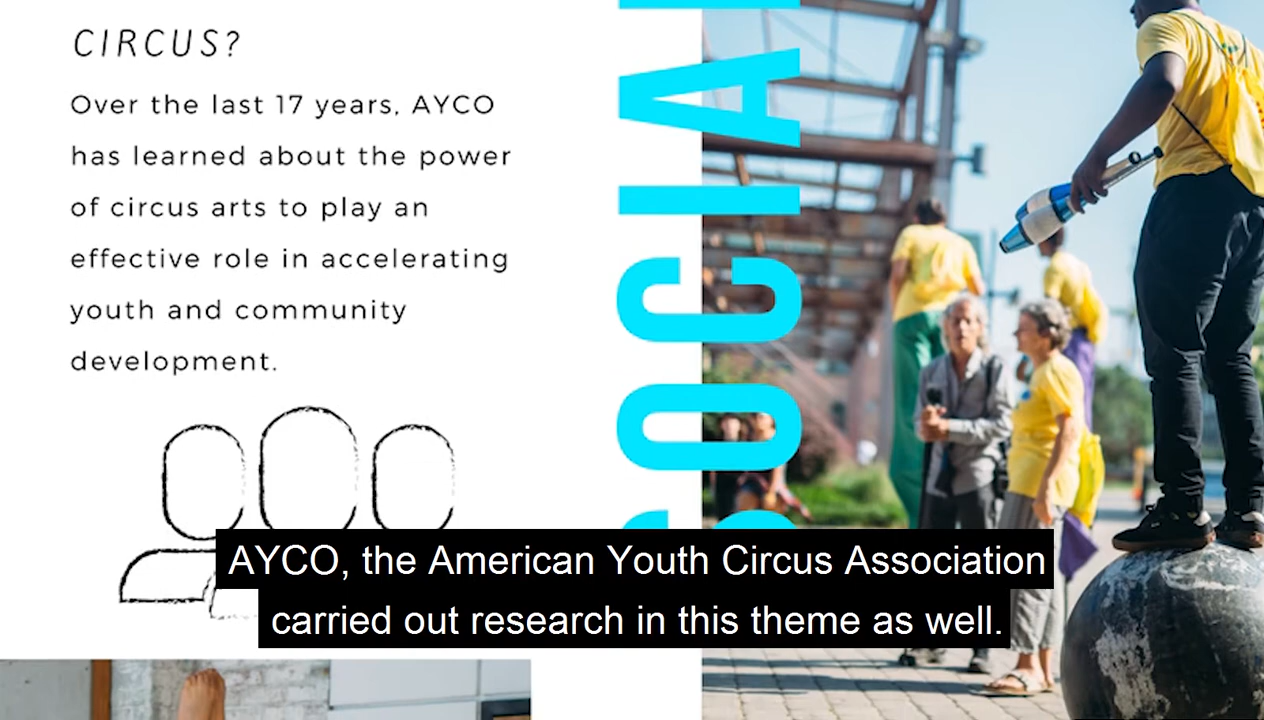 CIRCUS?
Over the last 17 years, AYCO
has learned about the power
of circus arts to play an
effective role in accelerating
youth and community
development.
SOCIAL
AYCO, the American Youth Circus Association
carried out research in this theme as well.